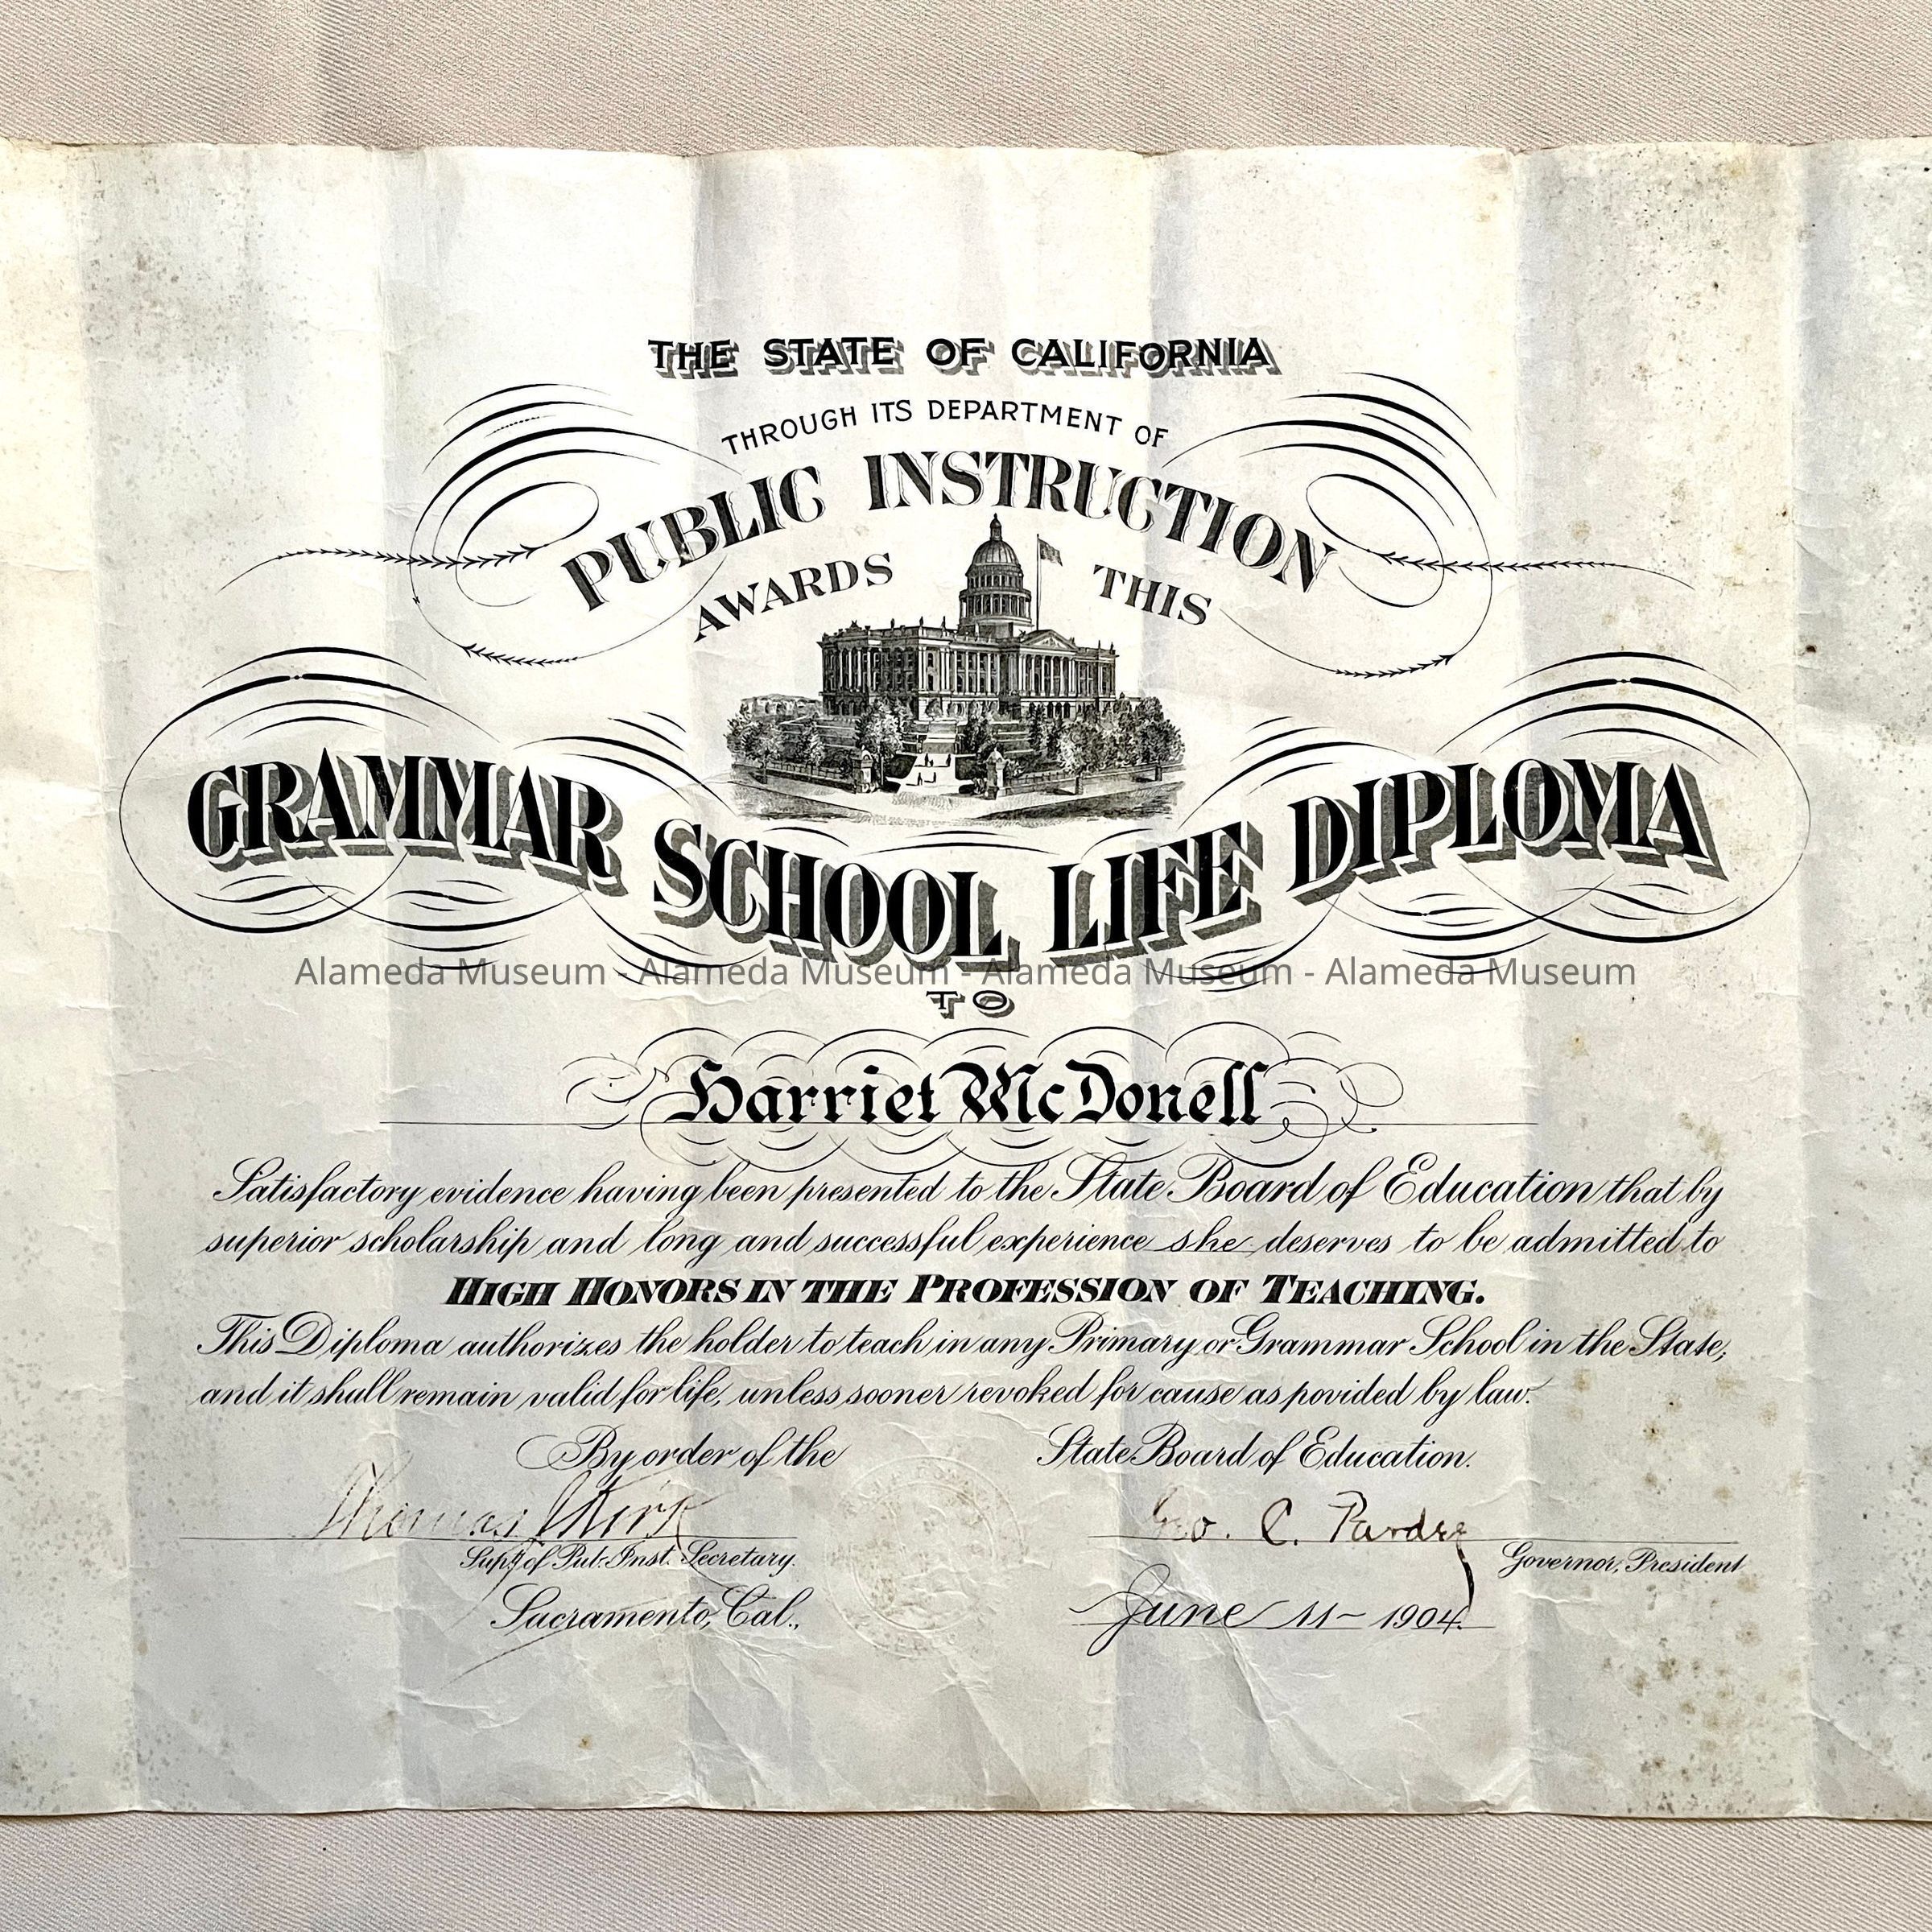 THE STATE OF CALIFORNIA
THROUGH ITS DEPARTMENT OF
PUBLIC INSTRUCTION
AWARDS THIS
GRAMMAR SCHOOL LIFE DIPLOMA
Alameda Museum - Alameda Museum - Alameda Museum - Alameda Museum
TO
Harriet McDonell
Satisfactory evidence having been presented to the State Board of Education that by
superior scholarship and long and successful experience she deserves to be admitted to
HIGH HONORS IN THE PROFESSION OF TEACHING.
This Diploma authorizes the holder to teach in any Primary or Grammar School in the State,
and it shall remain valid for life, unless sooner revoked for cause as povided by law.
By order of the State Board of Education.
Thomas J Kirk Geo. C. Pardee
Supt of Pub. Inst. Secretary. Governor, President
Sacramento, Cal., June 11 - 1904.